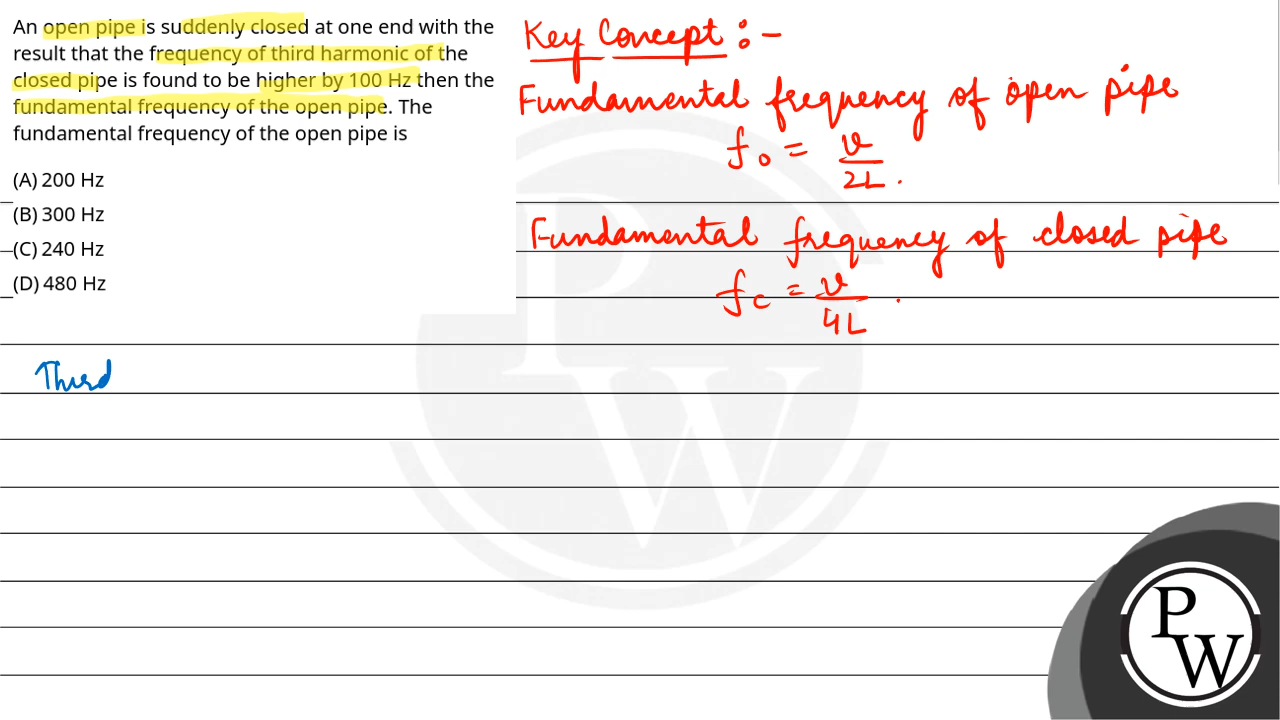 An open pipe is suddenly closed at one end with the
result that the frequency of third harmonic of the
closed pipe is found to be higher by 100 Hz then the
fundamental frequency of the open pipe. The
fundamental frequency of the open pipe is
(A) 200 Hz
(B) 300 Hz
(C) 240 Hz
(D) 480 Hz
Key Concept :-
Fundamental frequency of open pipe
f₀ = v/2L.
Fundamental frequency of closed pipe
f_c = v/4L.
Third
PW